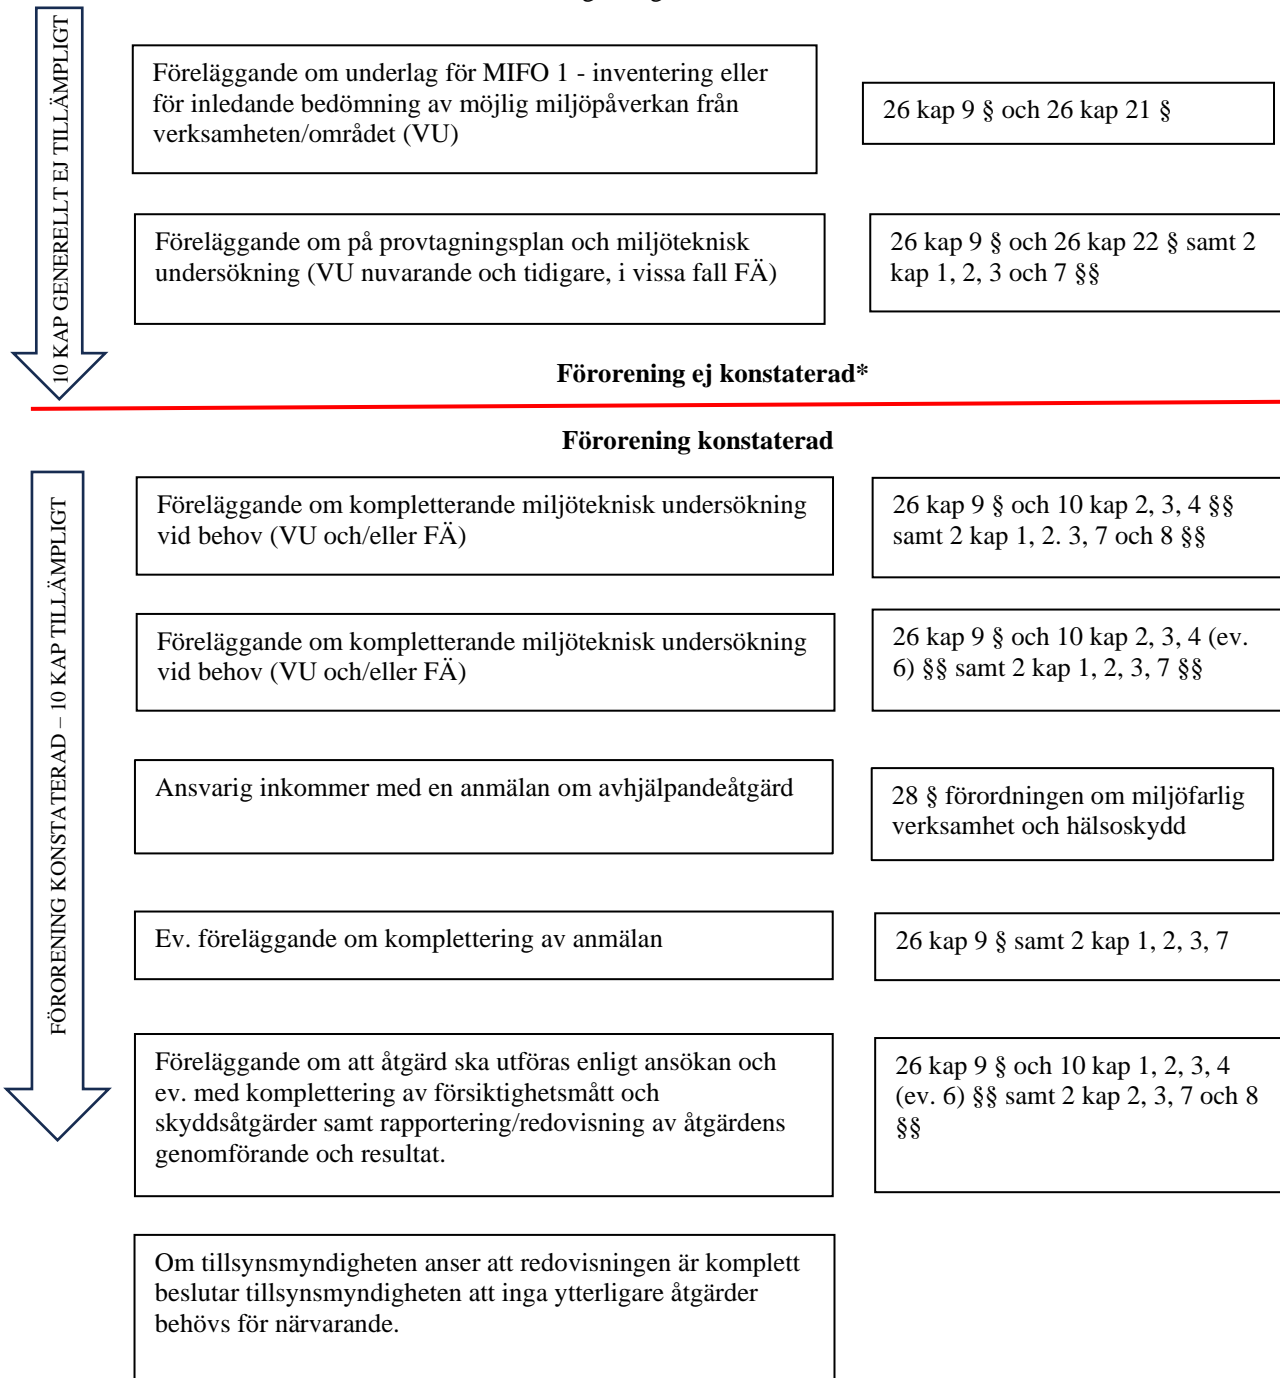 10 KAP GENERELLT EJ TILLÄMPLIGT
Föreläggande om underlag för MIFO 1 - inventering eller
för inledande bedömning av möjlig miljöpåverkan från
verksamheten/området (VU)
26 kap 9 § och 26 kap 21 §
Föreläggande om på provtagningsplan och miljöteknisk
undersökning (VU nuvarande och tidigare, i vissa fall FÄ)
26 kap 9 § och 26 kap 22 § samt 2
kap 1, 2, 3 och 7 §§
Förorening ej konstaterad*
Förorening konstaterad
FÖRORENING KONSTATERAD – 10 KAP TILLÄMPLIGT
Föreläggande om kompletterande miljöteknisk undersökning
vid behov (VU och/eller FÄ)
26 kap 9 § och 10 kap 2, 3, 4 §§
samt 2 kap 1, 2. 3, 7 och 8 §§
Föreläggande om kompletterande miljöteknisk undersökning
vid behov (VU och/eller FÄ)
26 kap 9 § och 10 kap 2, 3, 4 (ev.
6) §§ samt 2 kap 1, 2, 3, 7 §§
Ansvarig inkommer med en anmälan om avhjälpandeåtgärd
28 § förordningen om miljöfarlig
verksamhet och hälsoskydd
Ev. föreläggande om komplettering av anmälan
26 kap 9 § samt 2 kap 1, 2, 3, 7
Föreläggande om att åtgärd ska utföras enligt ansökan och
ev. med komplettering av försiktighetsmått och
skyddsåtgärder samt rapportering/redovisning av åtgärdens
genomförande och resultat.
26 kap 9 § och 10 kap 1, 2, 3, 4
(ev. 6) §§ samt 2 kap 2, 3, 7 och 8
§§
Om tillsynsmyndigheten anser att redovisningen är komplett
beslutar tillsynsmyndigheten att inga ytterligare åtgärder
behövs för närvarande.